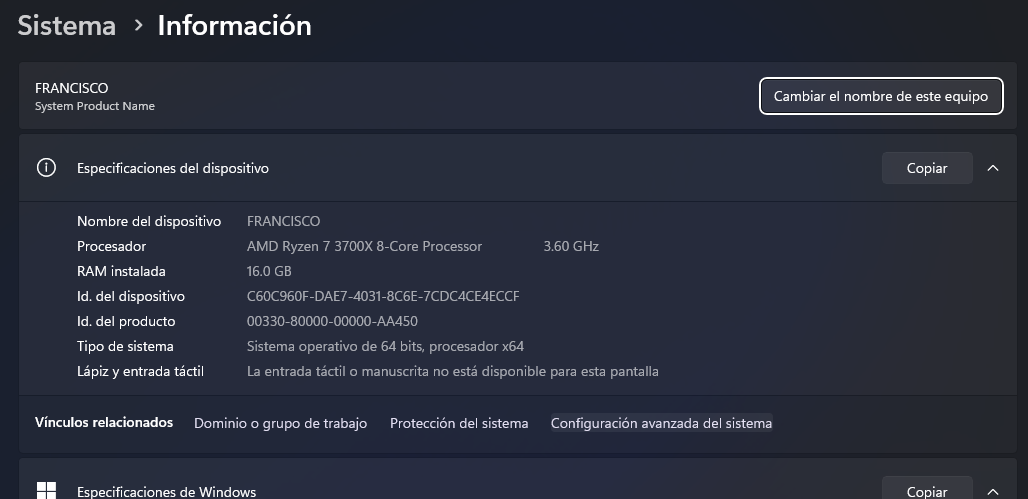 Sistema > Información
FRANCISCO
System Product Name
Cambiar el nombre de este equipo
Especificaciones del dispositivo
Copiar
Nombre del dispositivo FRANCISCO
Procesador AMD Ryzen 7 3700X 8-Core Processor 3.60 GHz
RAM instalada 16.0 GB
Id. del dispositivo C60C960F-DAE7-4031-8C6E-7CDC4CE4ECCF
Id. del producto 00330-80000-00000-AA450
Tipo de sistema Sistema operativo de 64 bits, procesador x64
Lápiz y entrada táctil La entrada táctil o manuscrita no está disponible para esta pantalla
Vínculos relacionados Dominio o grupo de trabajo Protección del sistema Configuración avanzada del sistema
Especificaciones de Windows
Copiar